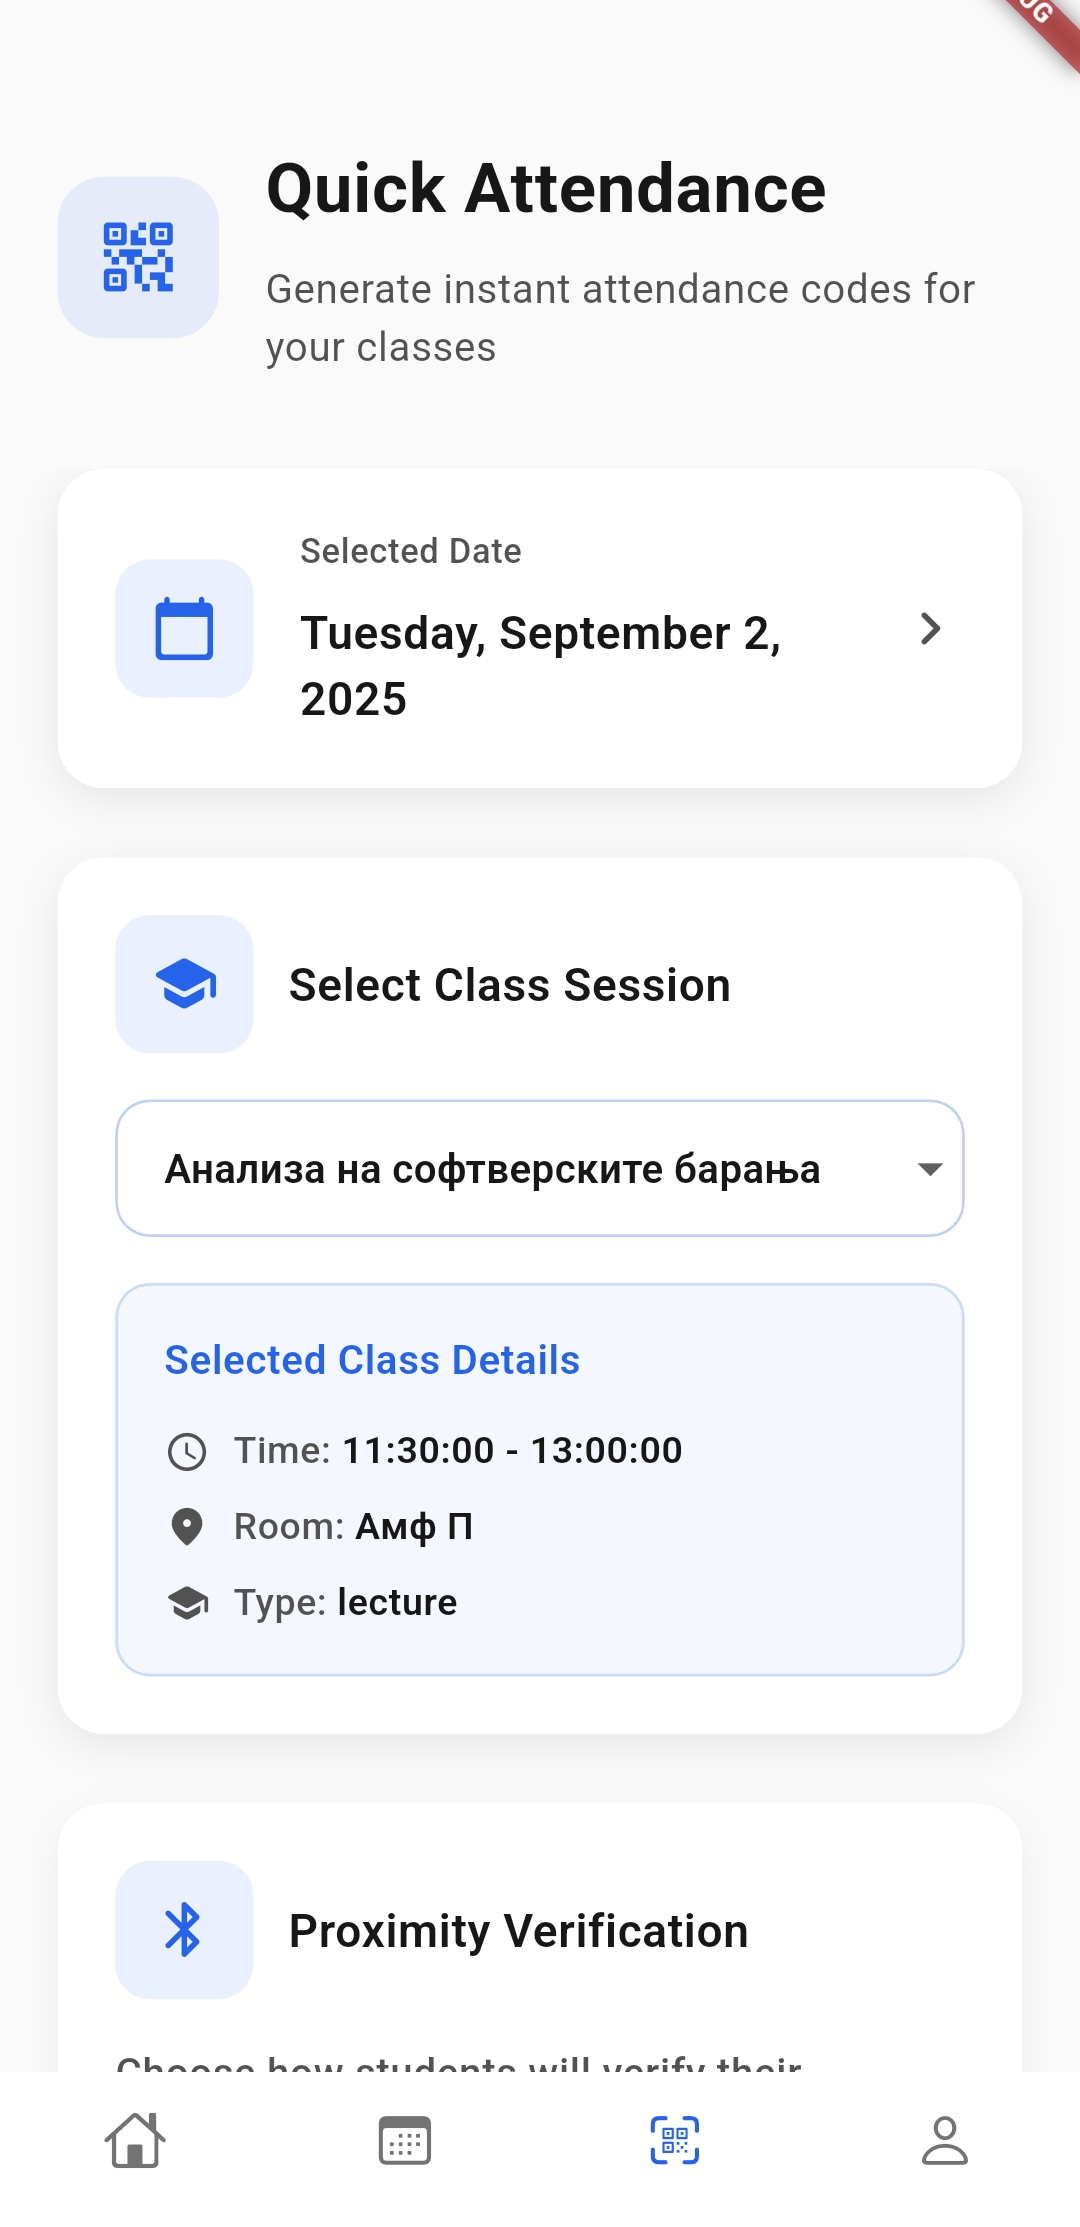 Quick Attendance
Generate instant attendance codes for
your classes
Selected Date
Tuesday, September 2,
2025
Select Class Session
Анализа на софтверските барања
Selected Class Details
Time: 11:30:00 - 13:00:00
Room: Амф П
Type: lecture
Proximity Verification
Choose how students will verify their